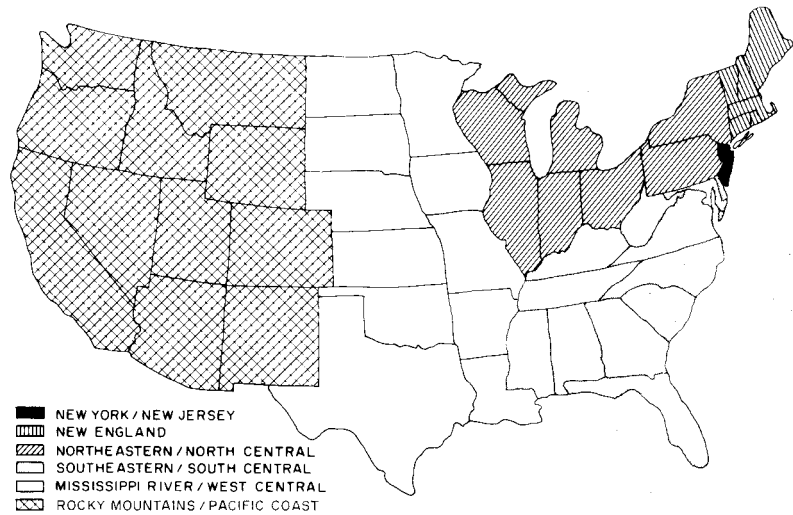 NEW YORK / NEW JERSEY
NEW ENGLAND
NORTHEASTERN / NORTH CENTRAL
SOUTHEASTERN / SOUTH CENTRAL
MISSISSIPPI RIVER / WEST CENTRAL
ROCKY MOUNTAINS / PACIFIC COAST